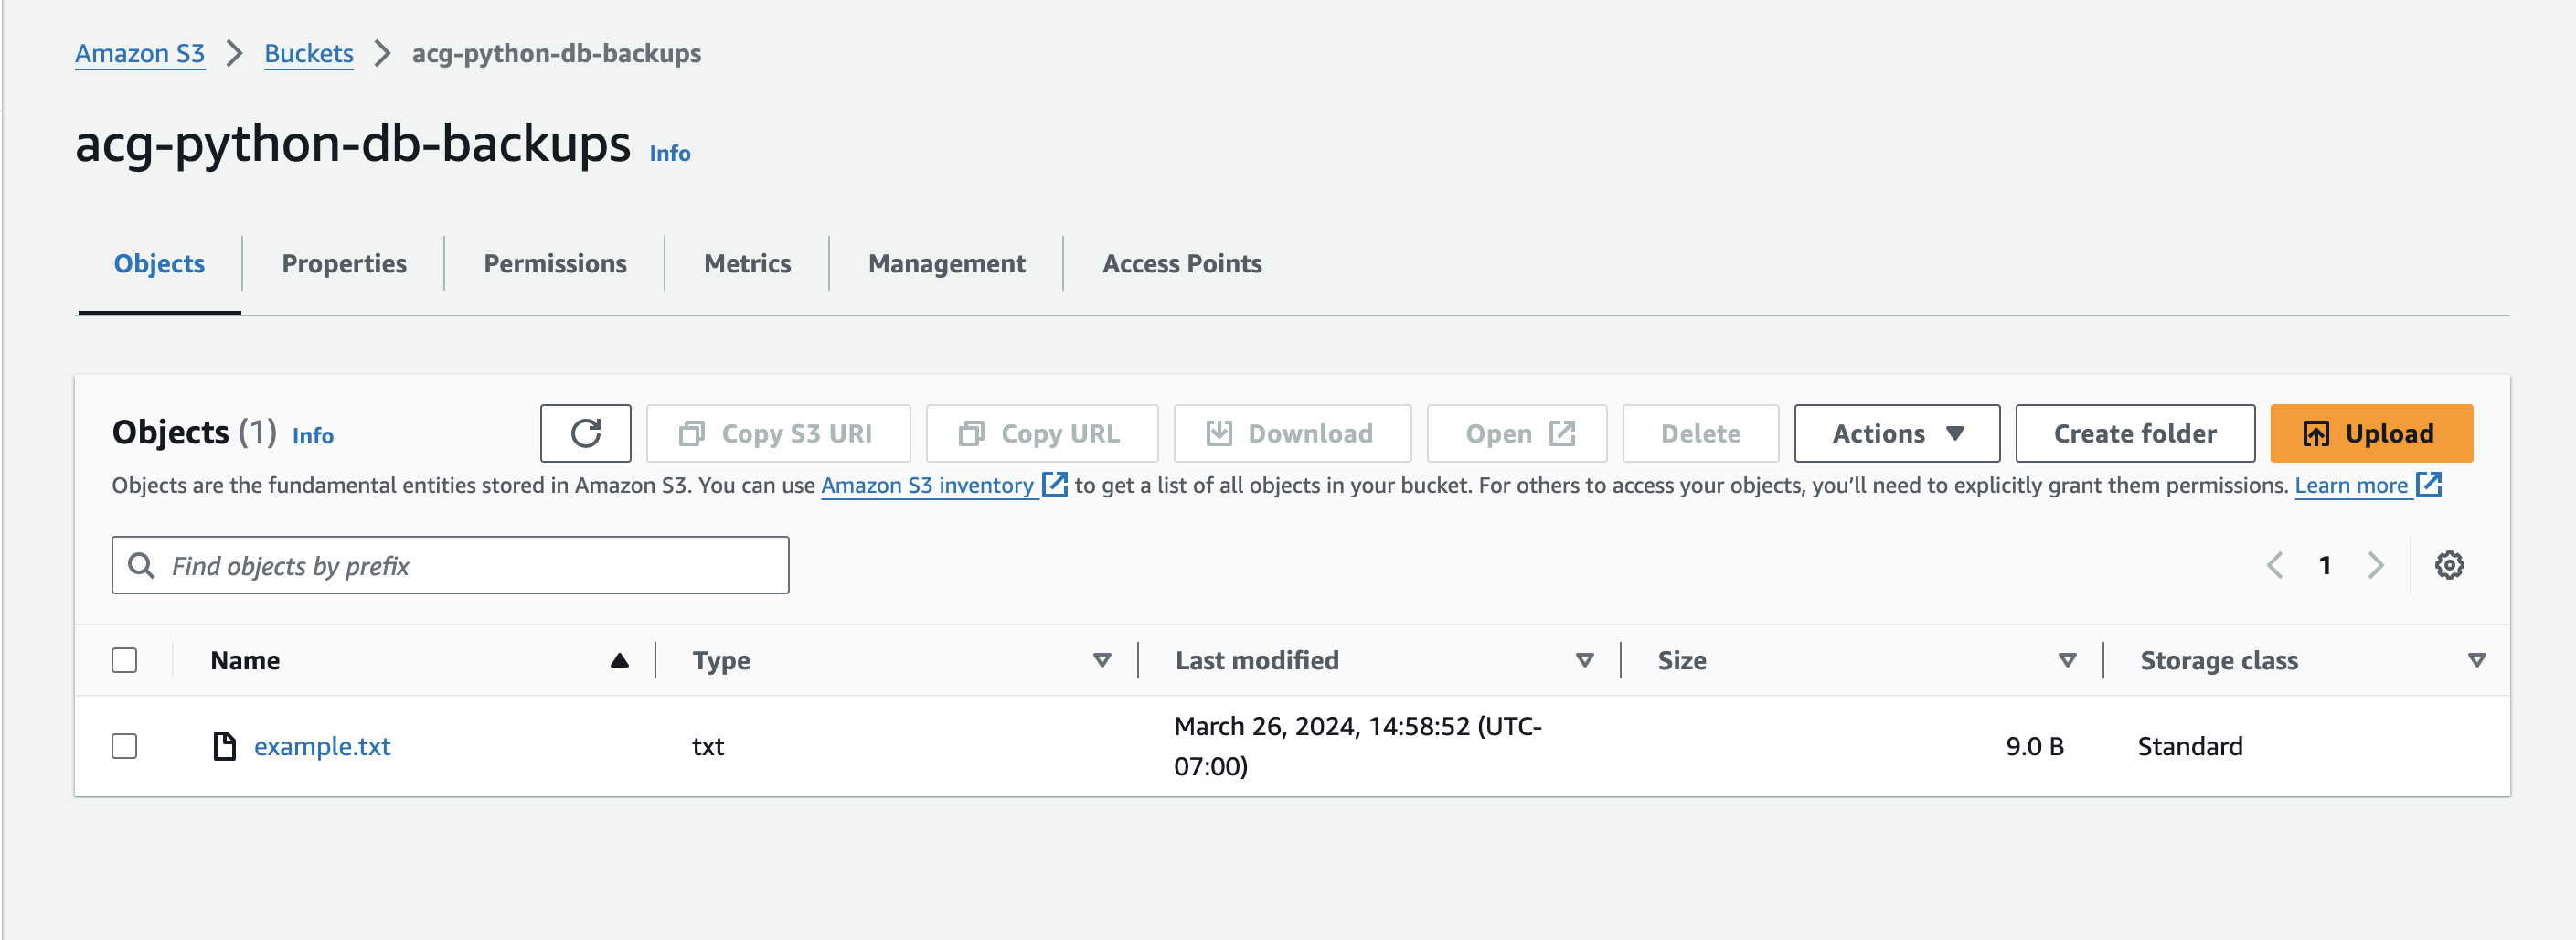 Amazon S3 > Buckets > acg-python-db-backups
acg-python-db-backups Info
Objects Properties Permissions Metrics Management Access Points
Objects (1) Info Copy S3 URI Copy URL Download Open Delete Actions Create folder Upload
Objects are the fundamental entities stored in Amazon S3. You can use Amazon S3 inventory to get a list of all objects in your bucket. For others to access your objects, you’ll need to explicitly grant them permissions. Learn more
Find objects by prefix 1
Name Type Last modified Size Storage class
example.txt txt March 26, 2024, 14:58:52 (UTC- 9.0 B Standard
07:00)